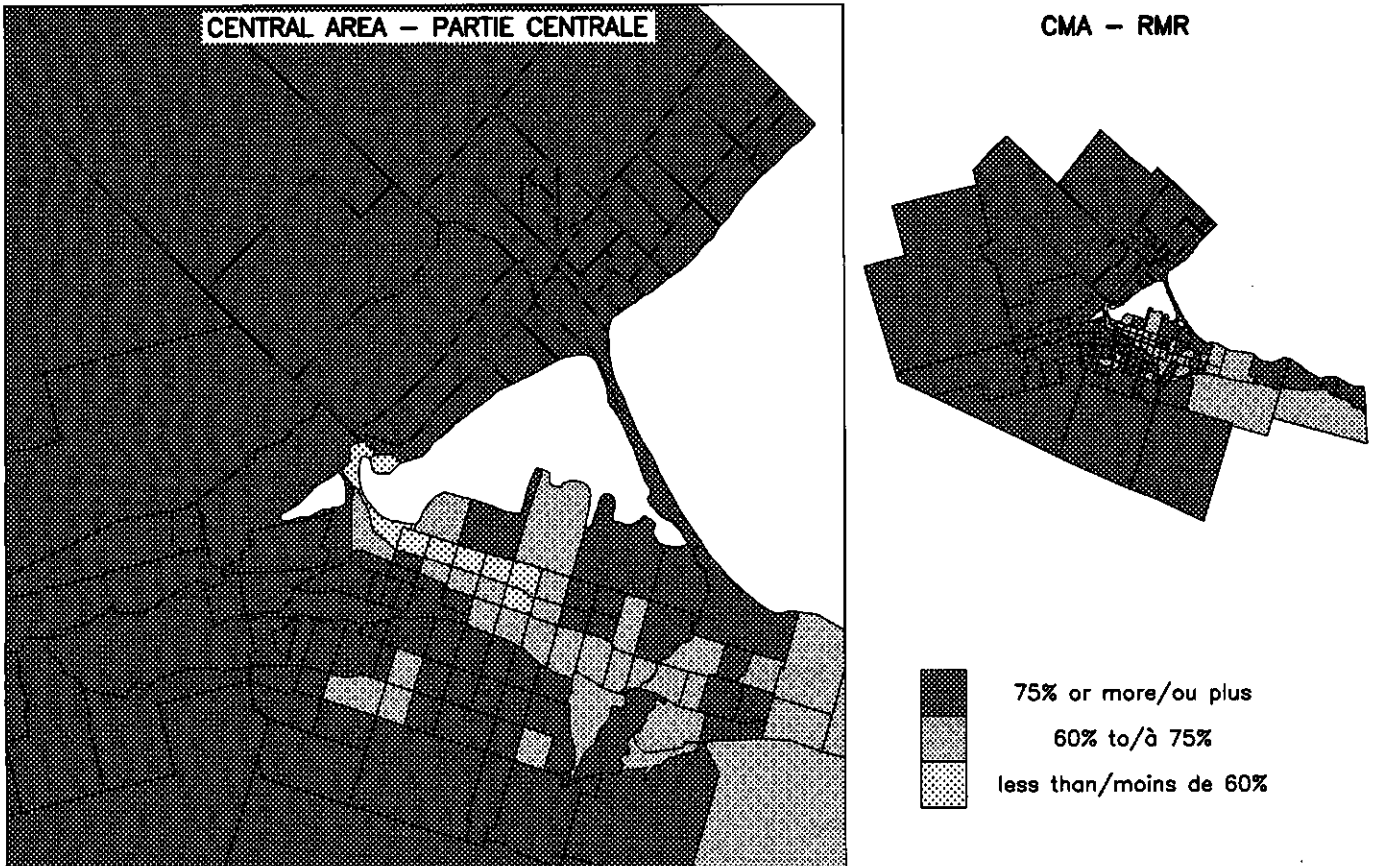 CENTRAL AREA – PARTIE CENTRALE
CMA – RMR
75% or more/ou plus
60% to/à 75%
less than/moins de 60%